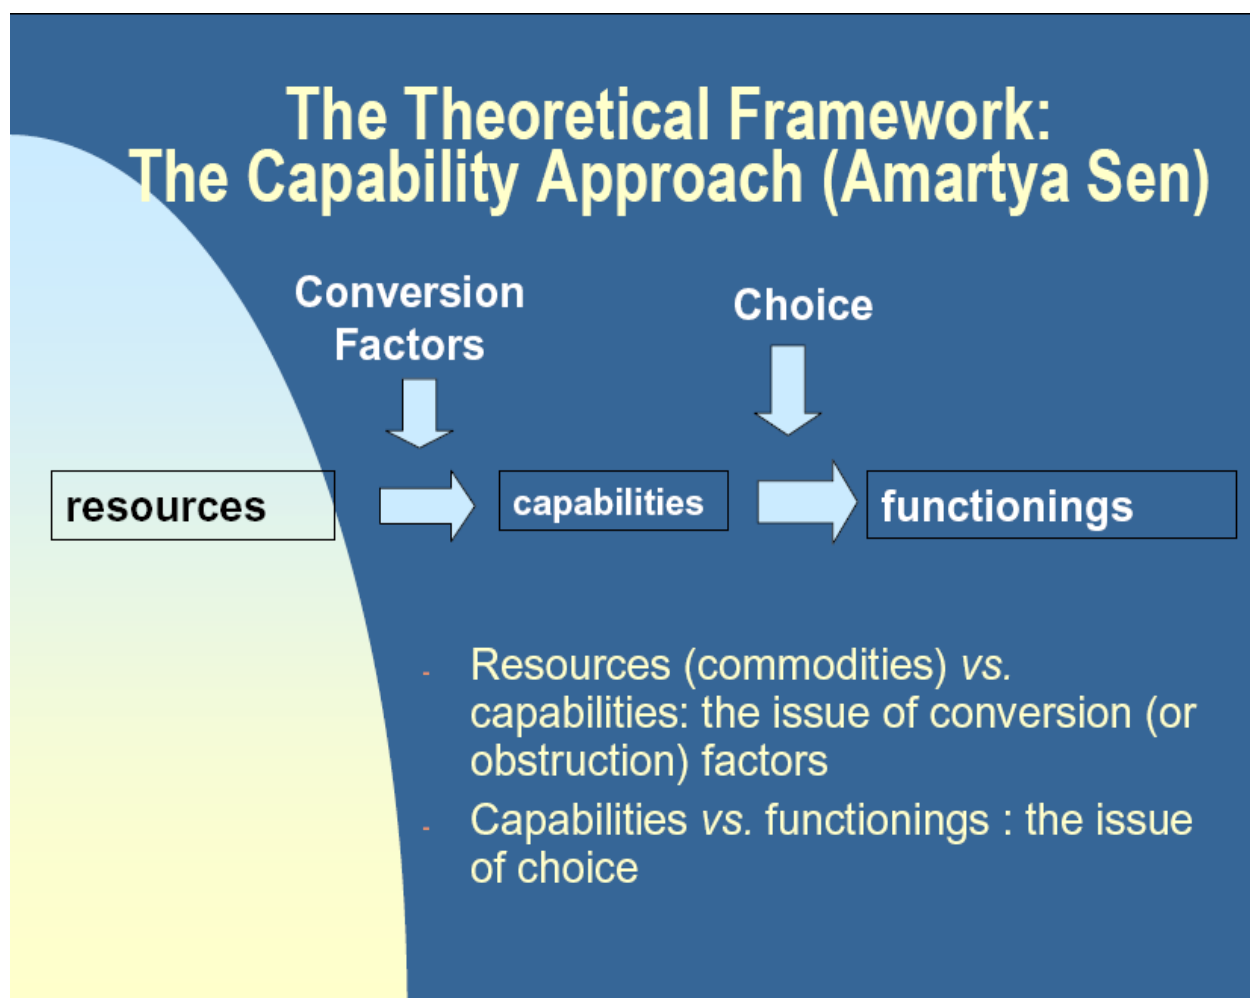 The Theoretical Framework:
The Capability Approach (Amartya Sen)
Conversion
Factors
Choice
resources
capabilities
functionings
- Resources (commodities) vs.
capabilities: the issue of conversion (or
obstruction) factors
- Capabilities vs. functionings : the issue
of choice